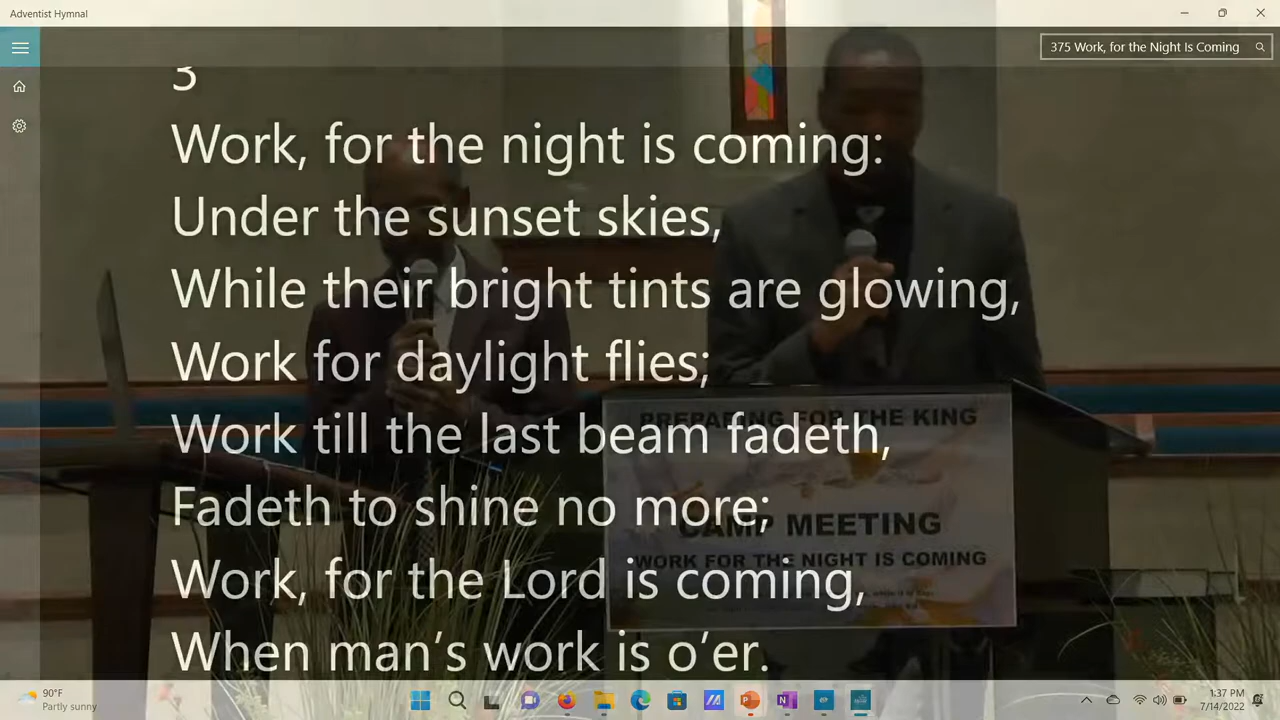 Adventist Hymnal
375 Work, for the Night Is Coming
3
Work, for the night is coming:
Under the sunset skies,
While their bright tints are glowing,
Work for daylight flies;
Work till the last beam fadeth,
Fadeth to shine no more;
Work, for the Lord is coming,
When man’s work is o’er.
PREPARING FOR THE KING
CAMP MEETING
WORK FOR THE NIGHT IS COMING
90°F
Partly sunny
1:37 PM
7/14/2022